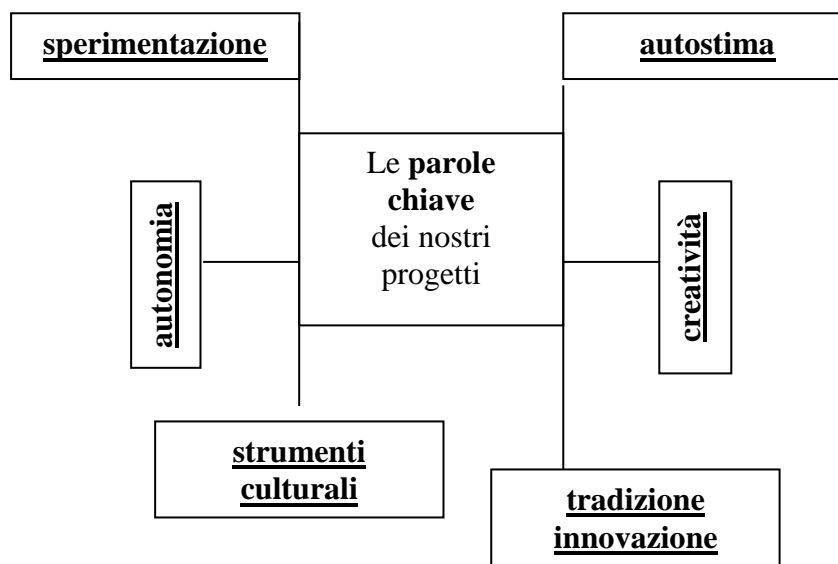 sperimentazione
autostima
Le parole
chiave
dei nostri
progetti
autonomia
creatività
strumenti
culturali
tradizione
innovazione